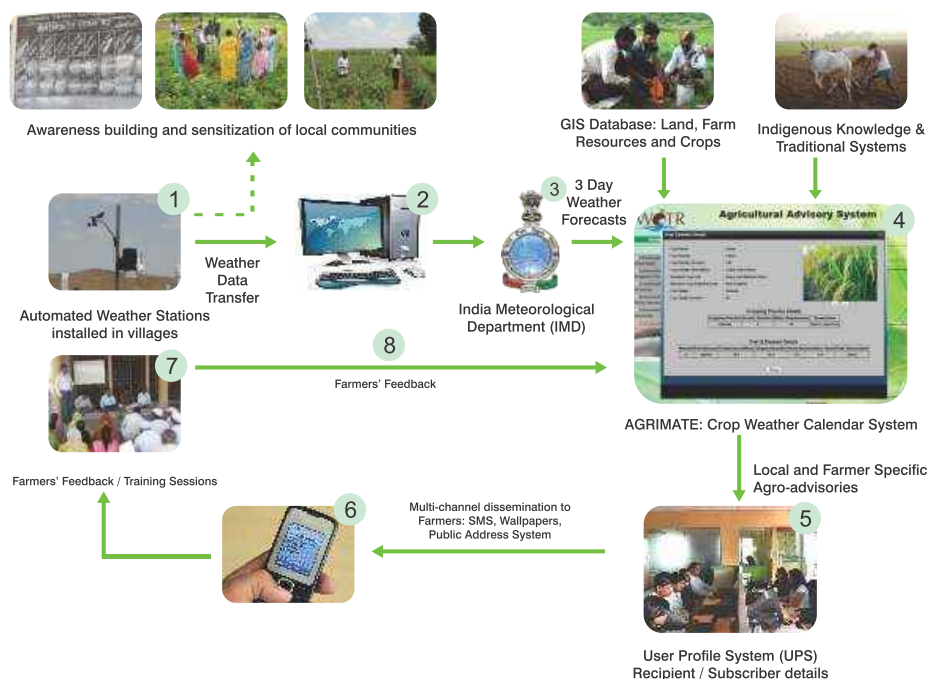 Awareness building and sensitization of local communities
GIS Database: Land, Farm
Resources and Crops
Indigenous Knowledge &
Traditional Systems
1
2
3
3 Day
Weather
Forecasts
4
Agricultural Advisory System
Weather
Data
Transfer
Automated Weather Stations
installed in villages
India Meteorological
Department (IMD)
7
8
Farmers' Feedback
AGRIMATE: Crop Weather Calendar System
Farmers' Feedback / Training Sessions
Local and Farmer Specific
Agro-advisories
6
Multi-channel dissemination to
Farmers: SMS, Wallpapers,
Public Address System
5
User Profile System (UPS)
Recipient / Subscriber details